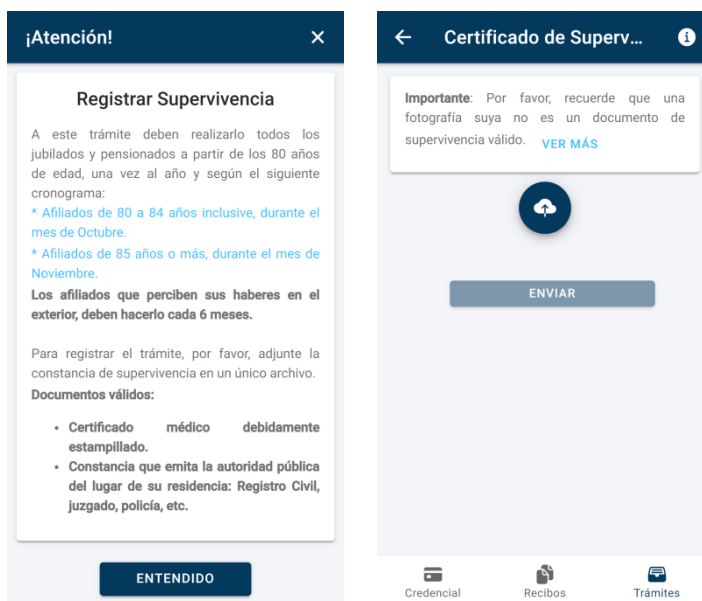 ¡Atención!
Registrar Supervivencia
A este trámite deben realizarlo todos los
jubilados y pensionados a partir de los 80 años
de edad, una vez al año y según el siguiente
cronograma:
* Afiliados de 80 a 84 años inclusive, durante el
mes de Octubre.
* Afiliados de 85 años o más, durante el mes de
Noviembre.
Los afiliados que perciben sus haberes en el
exterior, deben hacerlo cada 6 meses.
Para registrar el trámite, por favor, adjunte la
constancia de supervivencia en un único archivo.
Documentos válidos:
• Certificado médico debidamente
estampillado.
• Constancia que emita la autoridad pública
del lugar de su residencia: Registro Civil,
juzgado, policía, etc.
ENTENDIDO
Certificado de Superv...
Importante: Por favor, recuerde que una
fotografía suya no es un documento de
supervivencia válido. VER MÁS
ENVIAR
Credencial Recibos Trámites